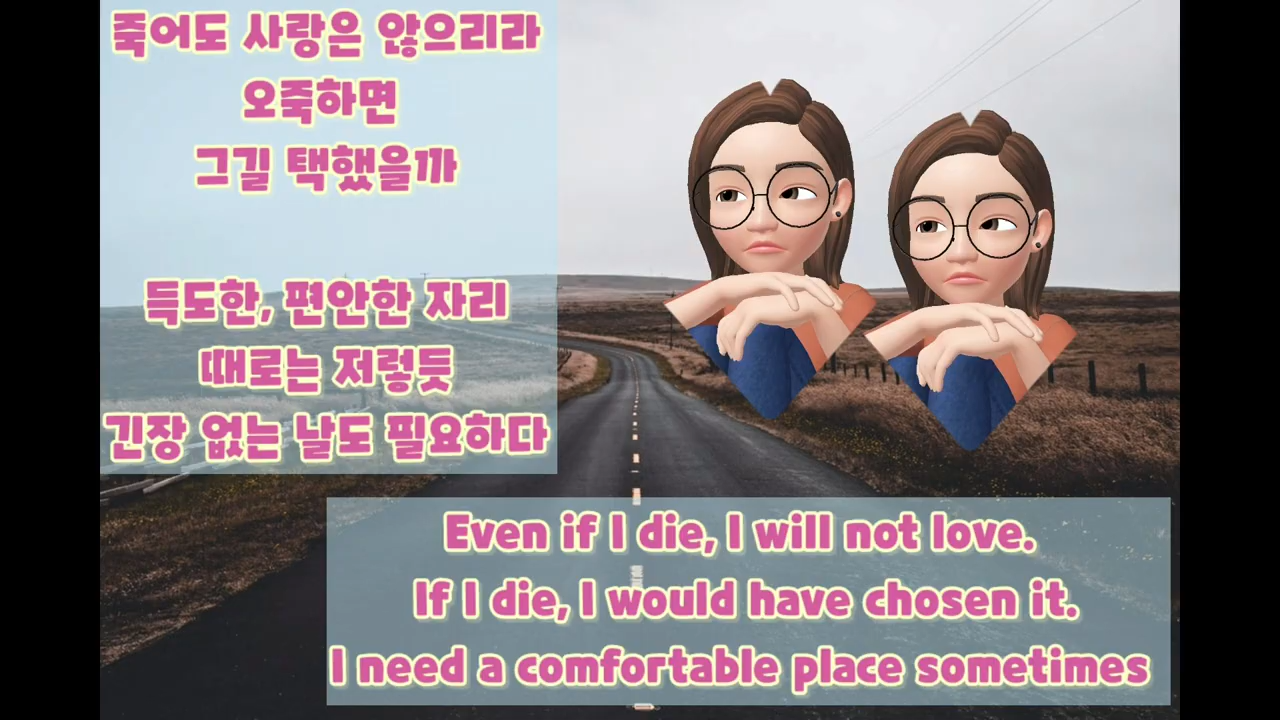 죽어도 사랑은 않으리라
오죽하면
그길 택했을까
득도한, 편안한 자리
때로는 저렇듯
긴장 없는 날도 필요하다
Even if I die, I will not love.
If I die, I would have chosen it.
I need a comfortable place sometimes